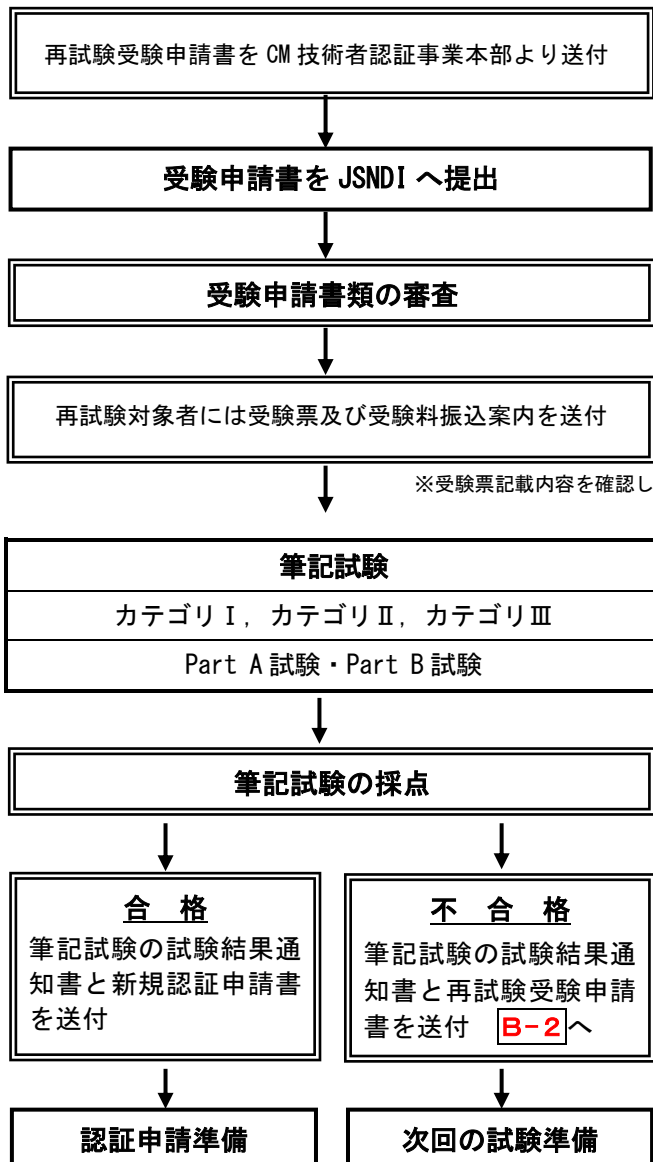 再試験受験申請書を CM 技術者認証事業本部より送付
受験申請書を JSNDI へ提出
受験申請書類の審査
再試験対象者には受験票及び受験料振込案内を送付
※受験票記載内容を確認し
筆記試験
カテゴリⅠ, カテゴリⅡ, カテゴリⅢ
Part A 試験・Part B 試験
筆記試験の採点
合 格
筆記試験の試験結果通
知書と新規認証申請書
を送付
不 合 格
筆記試験の試験結果通
知書と再試験受験申請
書を送付 B-2へ
認証申請準備
次回の試験準備